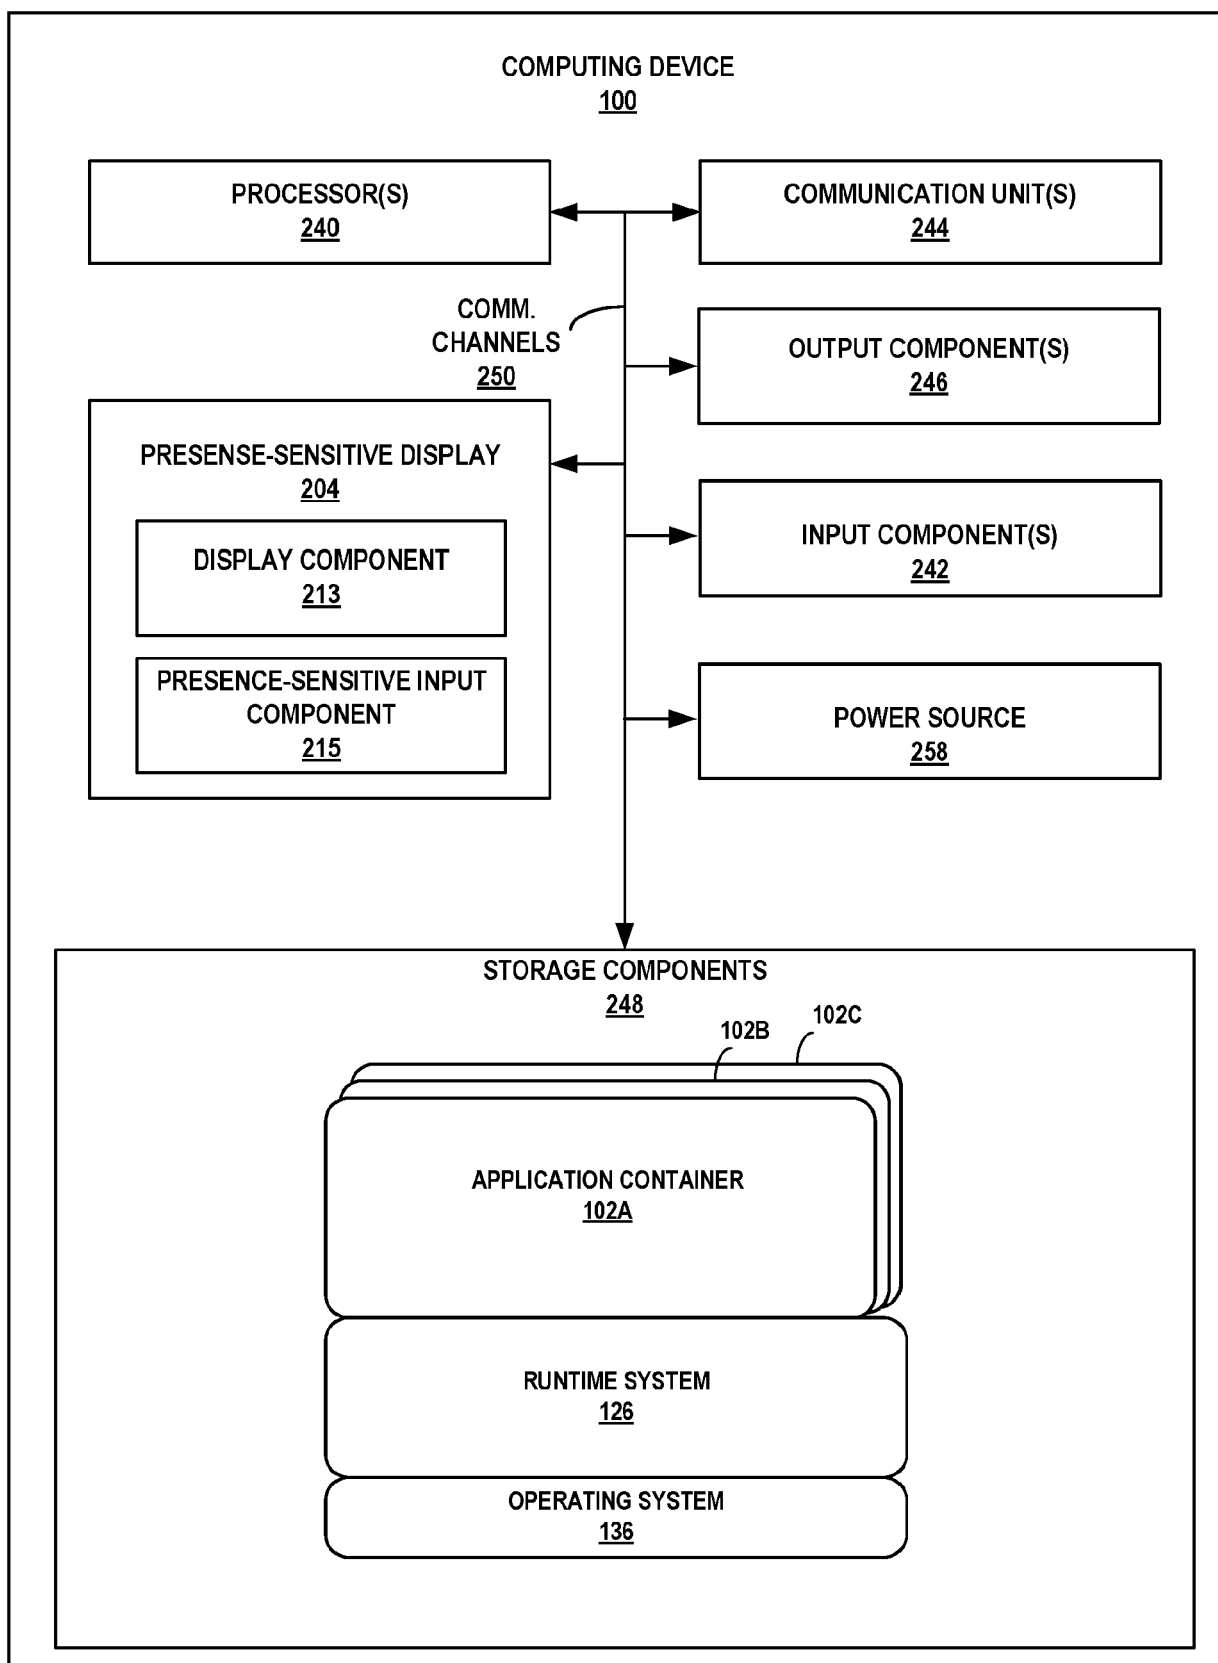 COMPUTING DEVICE
100
PROCESSOR(S)
240
COMMUNICATION UNIT(S)
244
COMM.
CHANNELS
250
OUTPUT COMPONENT(S)
246
PRESENSE-SENSITIVE DISPLAY
204
DISPLAY COMPONENT
213
PRESENCE-SENSITIVE INPUT
COMPONENT
215
INPUT COMPONENT(S)
242
POWER SOURCE
258
STORAGE COMPONENTS
248
102B
102C
APPLICATION CONTAINER
102A
RUNTIME SYSTEM
126
OPERATING SYSTEM
136